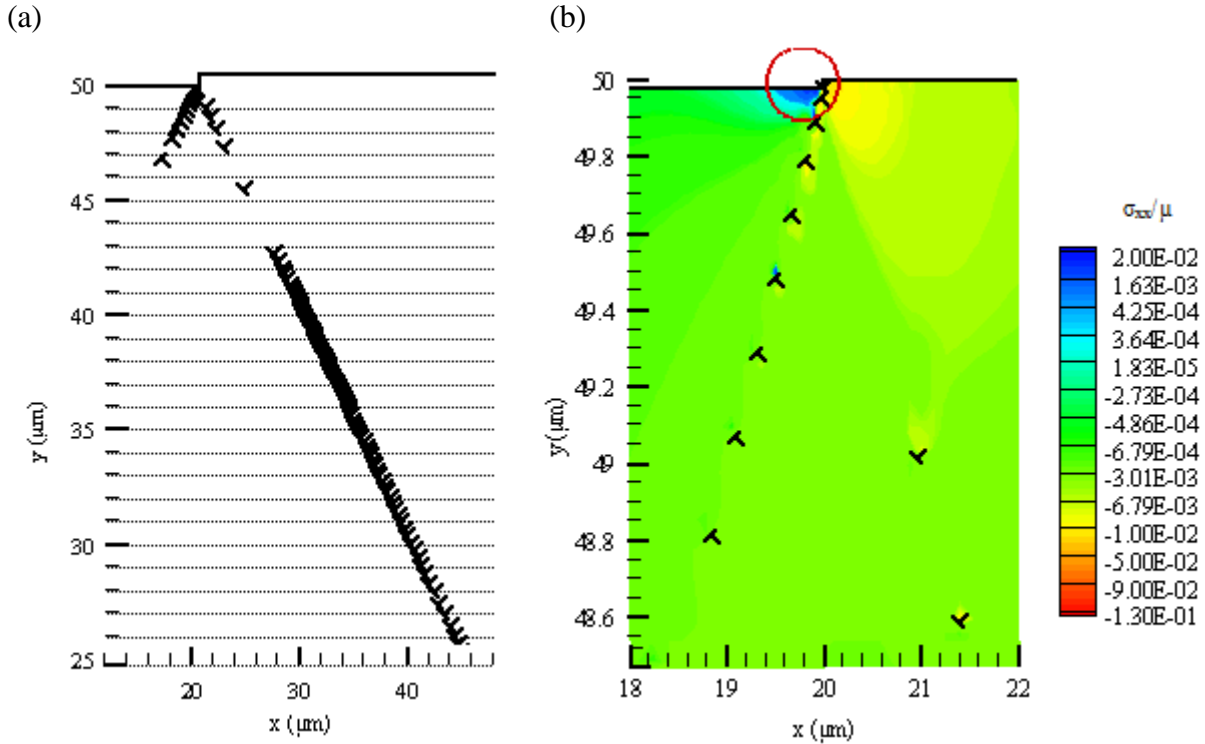 (a)
(b)
50
45
40
35
30
25
y (μm)
20
30
40
x (μm)
50
49.8
49.6
49.4
49.2
49
48.8
48.6
y (μm)
18
19
20
21
22
x (μm)
σxx/μ
2.00E-02
1.63E-03
4.25E-04
3.64E-04
1.83E-05
-2.73E-04
-4.86E-04
-6.79E-04
-3.01E-03
-6.79E-03
-1.00E-02
-5.00E-02
-9.00E-02
-1.30E-01